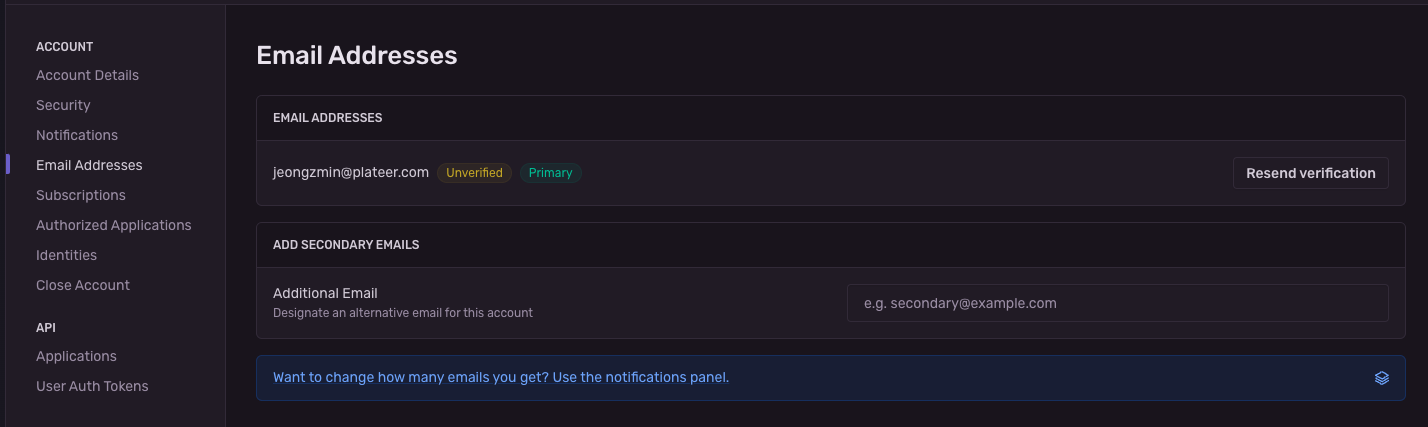 ACCOUNT
Account Details
Security
Notifications
Email Addresses
Subscriptions
Authorized Applications
Identities
Close Account
API
Applications
User Auth Tokens
Email Addresses
EMAIL ADDRESSES
jeongzmin@plateer.com Unverified Primary Resend verification
ADD SECONDARY EMAILS
Additional Email
Designate an alternative email for this account
e.g. secondary@example.com
Want to change how many emails you get? Use the notifications panel.